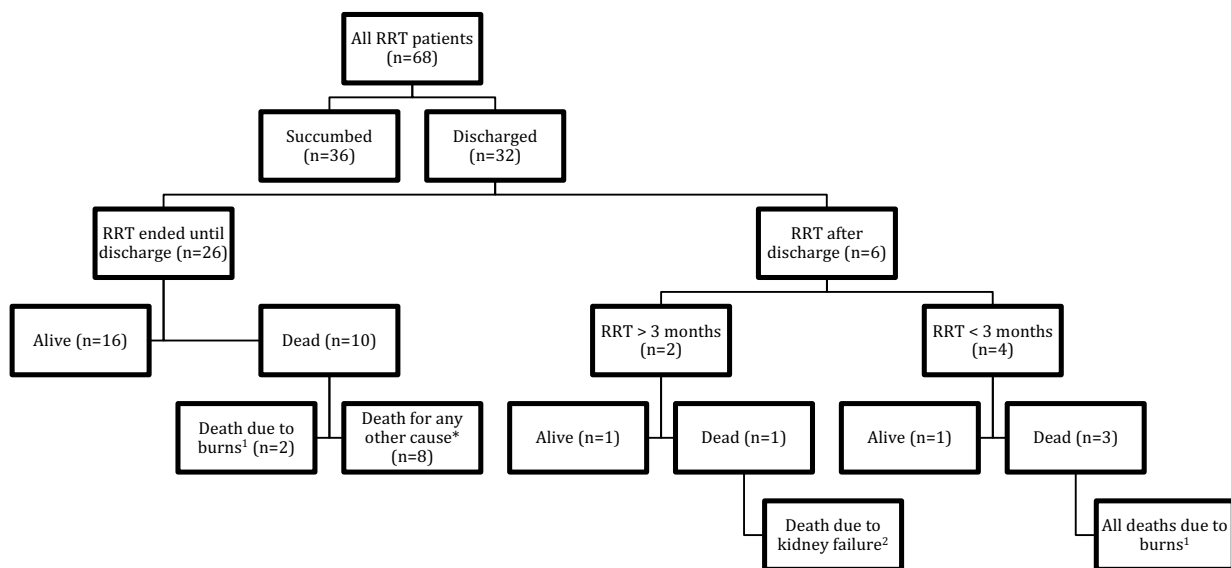 All RRT patients
(n=68)
Succumbed
(n=36)
Discharged
(n=32)
RRT ended until
discharge (n=26)
RRT after
discharge (n=6)
Alive (n=16)
Dead (n=10)
RRT > 3 months
(n=2)
RRT < 3 months
(n=4)
Death due to
burns¹ (n=2)
Death for any
other cause*
(n=8)
Alive (n=1)
Dead (n=1)
Alive (n=1)
Dead (n=3)
Death due to
kidney failure²
All deaths due to
burns¹